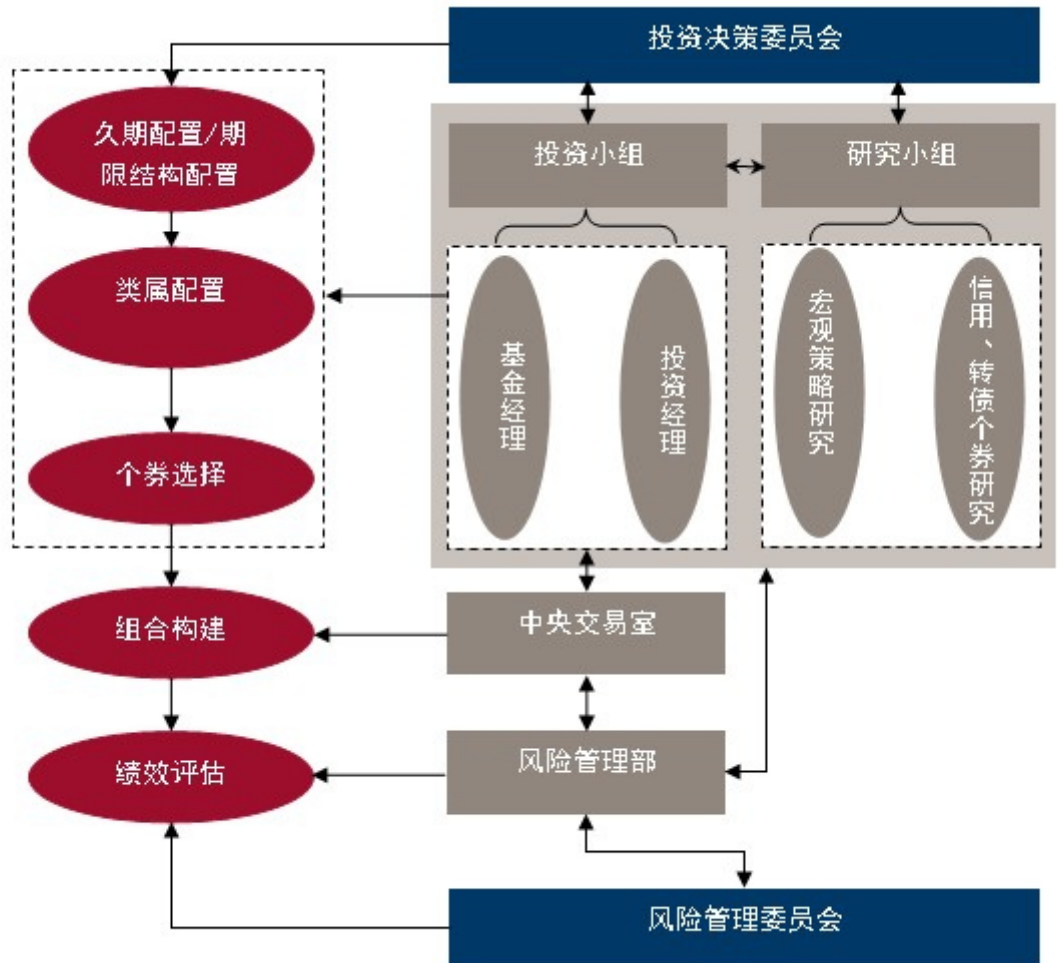 投资决策委员会
久期配置/期
限结构配置
投资小组
研究小组
类属配置
基金经理
投资经理
宏观策略研究
信用、转债个券研究
个券选择
组合构建
中央交易室
绩效评估
风险管理部
风险管理委员会